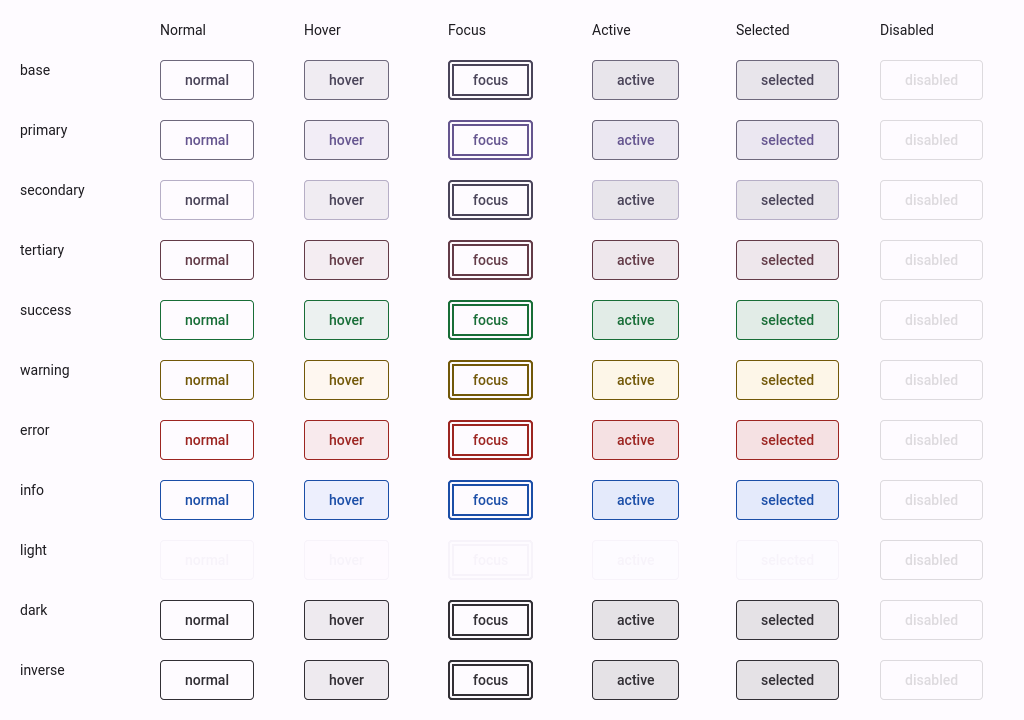 Normal Hover Focus Active Selected Disabled
base normal hover focus active selected disabled
primary normal hover focus active selected disabled
secondary normal hover focus active selected disabled
tertiary normal hover focus active selected disabled
success normal hover focus active selected disabled
warning normal hover focus active selected disabled
error normal hover focus active selected disabled
info normal hover focus active selected disabled
light normal hover focus active selected disabled
dark normal hover focus active selected disabled
inverse normal hover focus active selected disabled